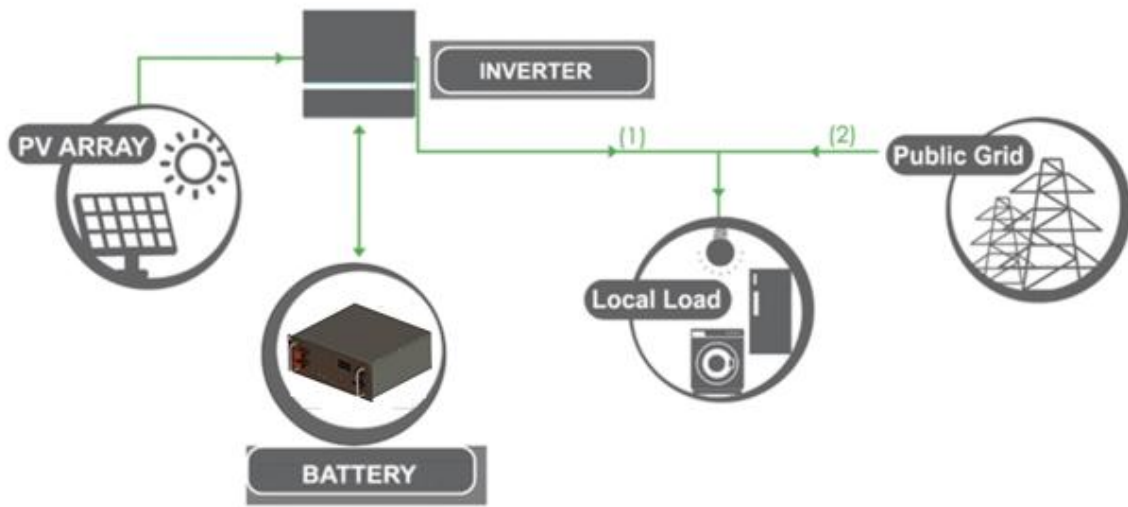 INVERTER
PV ARRAY
(1)
(2)
Public Grid
Local Load
BATTERY